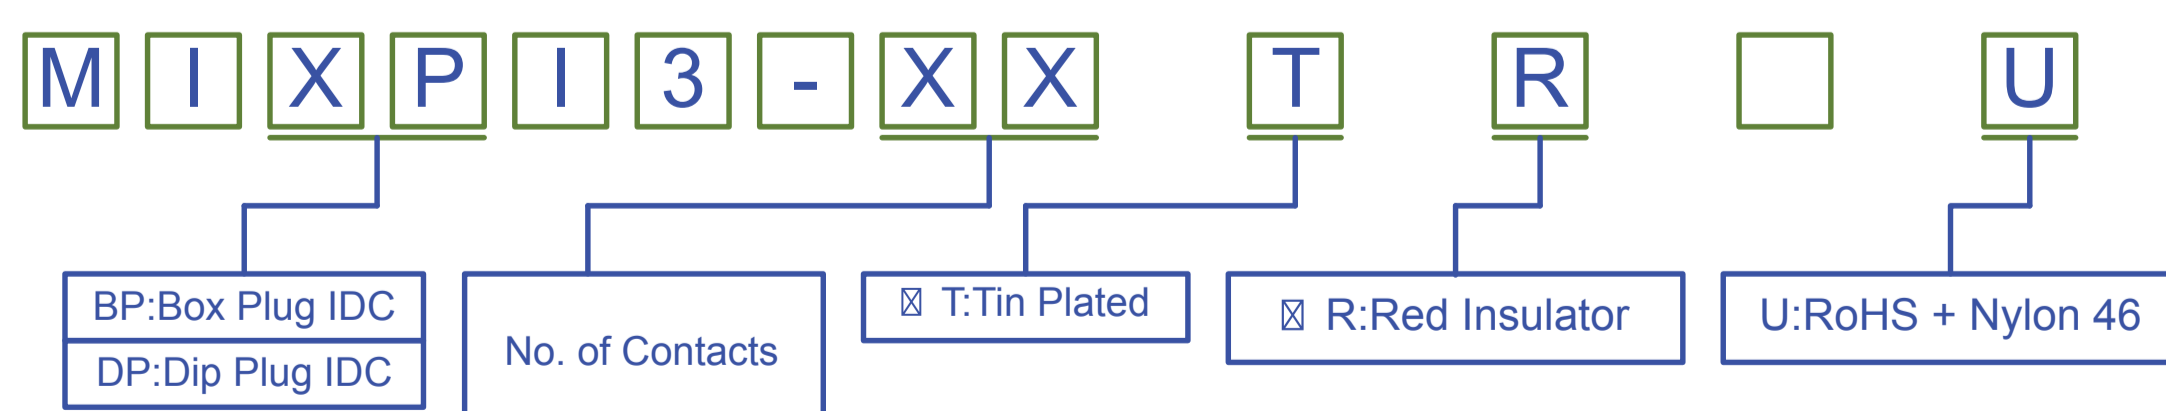 M I X P I 3 - X X T R U
BP:Box Plug IDC
DP:Dip Plug IDC
No. of Contacts
T:Tin Plated
R:Red Insulator
U:RoHS + Nylon 46